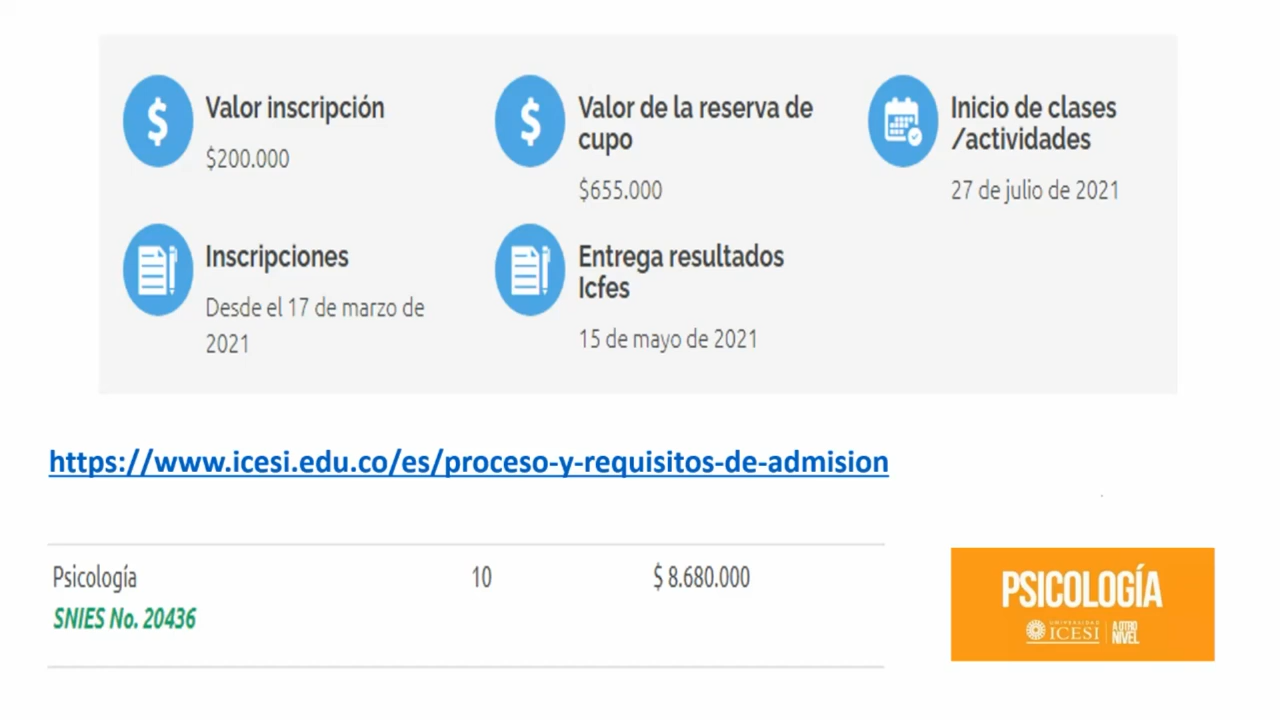 Valor inscripción
$200.000
Valor de la reserva de
cupo
$655.000
Inicio de clases
/actividades
27 de julio de 2021
Inscripciones
Desde el 17 de marzo de
2021
Entrega resultados
Icfes
15 de mayo de 2021
https://www.icesi.edu.co/es/proceso-y-requisitos-de-admision
Psicología 10 $ 8.680.000
SNIES No. 20436
PSICOLOGÍA
UNIVERSIDAD
ICESI
A OTRO
NIVEL